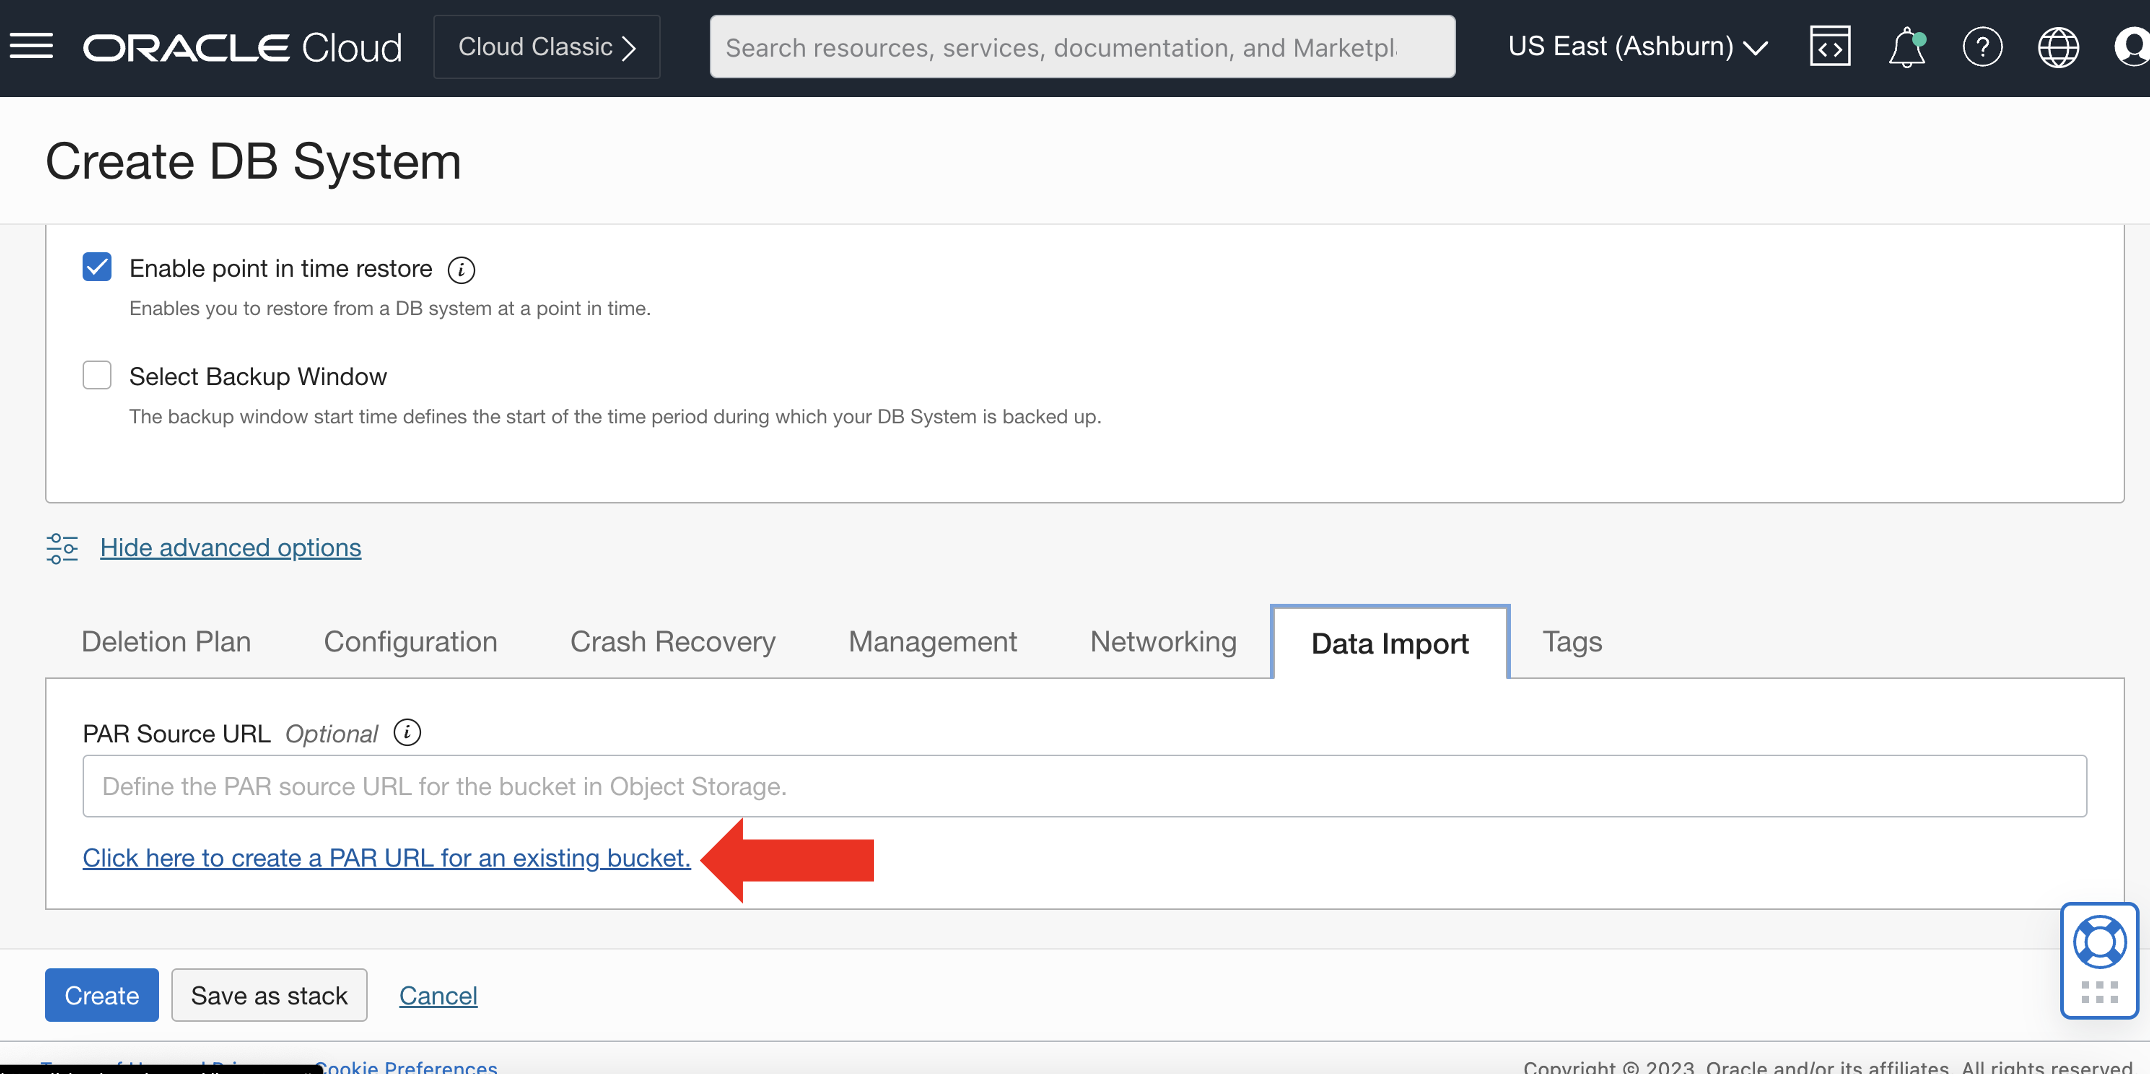 ORACLE Cloud
Cloud Classic
Search resources, services, documentation, and Marketpl
US East (Ashburn)
Create DB System
Enable point in time restore
Enables you to restore from a DB system at a point in time.
Select Backup Window
The backup window start time defines the start of the time period during which your DB System is backed up.
Hide advanced options
Deletion Plan Configuration Crash Recovery Management Networking Data Import Tags
PAR Source URL Optional
Define the PAR source URL for the bucket in Object Storage.
Click here to create a PAR URL for an existing bucket.
Create Save as stack Cancel
Cookie Preferences
Copyright © 2023, Oracle and/or its affiliates. All rights reserved.